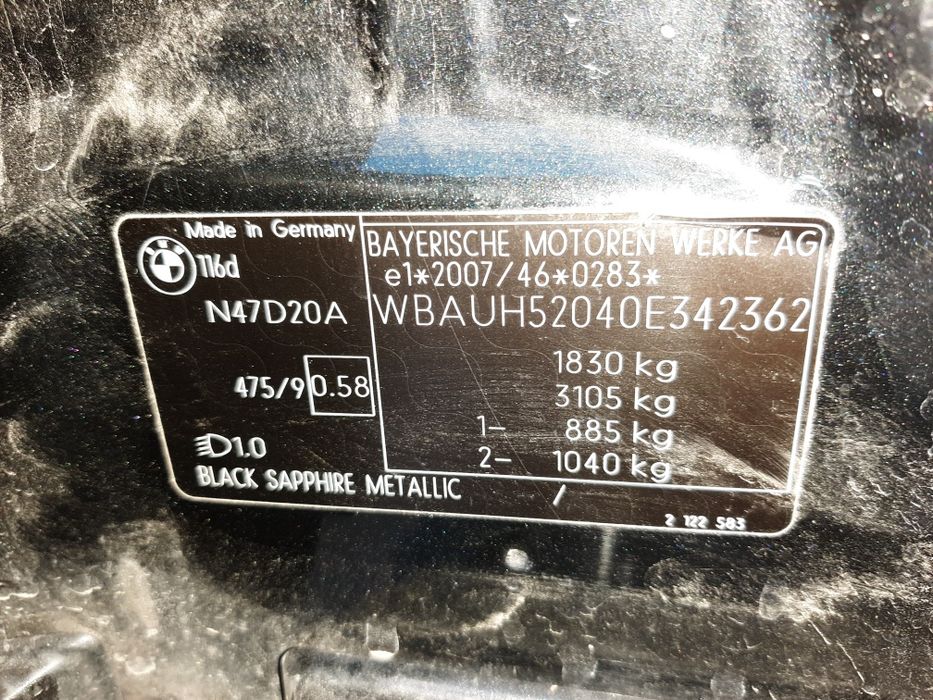 Made in Germany
116d
N47D20A
475/9 0.58
1.0
BLACK SAPPHIRE METALLIC
BAYERISCHE MOTOREN WERKE AG
e1*2007/46*0283*
WBAUH52040E342362
1830 kg
3105 kg
1- 885 kg
2- 1040 kg
/
2 122 583